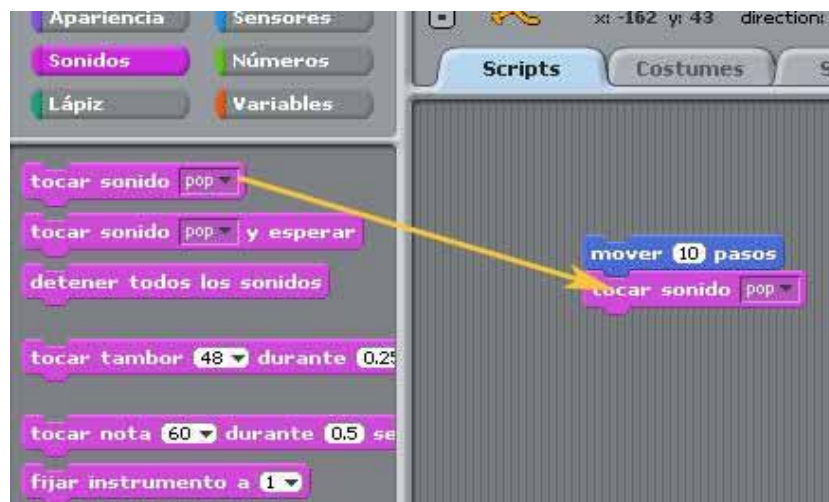 Apariencia Sensores
x: -162 y: 43 direction:
Sonidos Números
Lápiz Variables
Scripts Costumes S
tocar sonido pop
tocar sonido pop y esperar
detener todos los sonidos
tocar tambor 48 durante 0.25
tocar nota 60 durante 0.5 se
fijar instrumento a 1
mover 10 pasos
tocar sonido pop